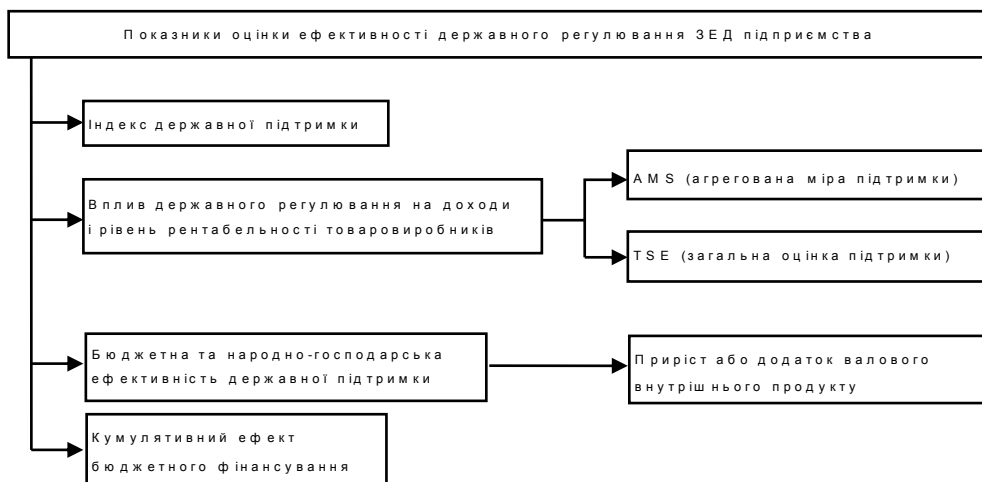 Показники оцінки ефективності державного регулювання ЗЕД підприємства
Індекс державної підтримки
AMS (агрегована міра підтримки)
Вплив державного регулювання на доходи
і рівень рентабельності товаровиробників
TSE (загальна оцінка підтримки)
Бюджетна та народно-господарська
ефективність державної підтримки
Приріст або додаток валового
внутрішнього продукту
Кумулятивний ефект
бюджетного фінансування